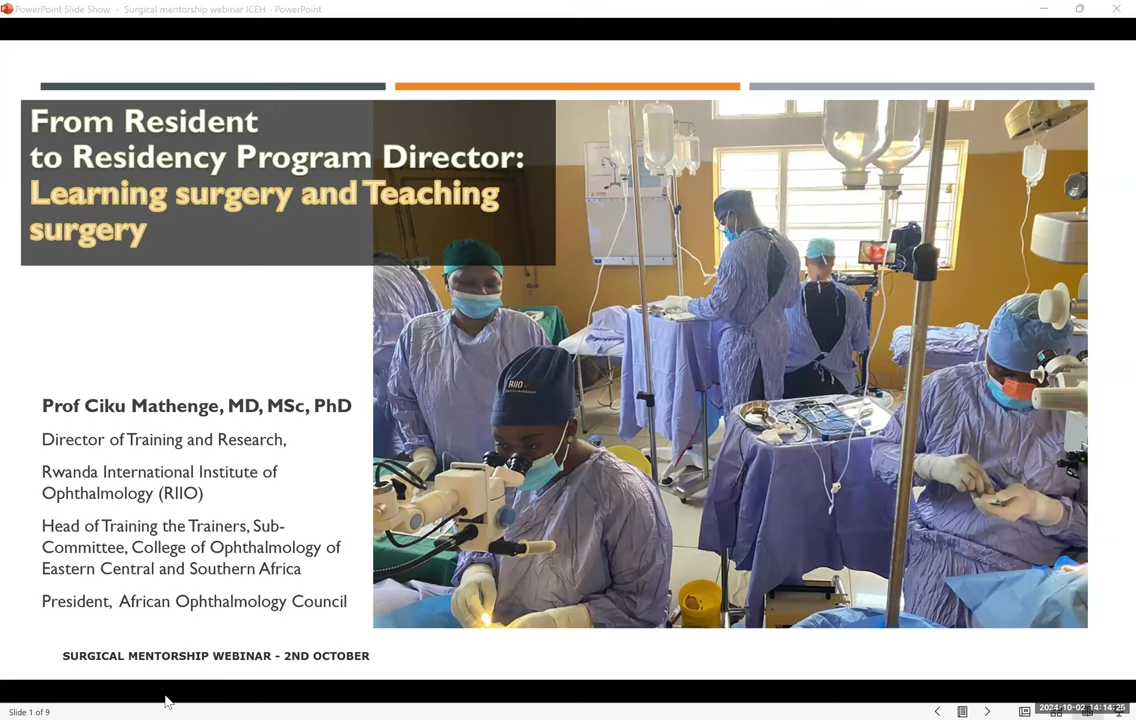 PowerPoint Slide Show - Surgical mentorship webinar ICEH - PowerPoint
From Resident
to Residency Program Director:
Learning surgery and Teaching
surgery
RIIO
Prof Ciku Mathenge, MD, MSc, PhD
Director of Training and Research,
Rwanda International Institute of
Ophthalmology (RIIO)
Head of Training the Trainers, Sub-
Committee, College of Ophthalmology of
Eastern Central and Southern Africa
President, African Ophthalmology Council
SURGICAL MENTORSHIP WEBINAR - 2ND OCTOBER
Slide 1 of 9
2024-10-02 14:14:25